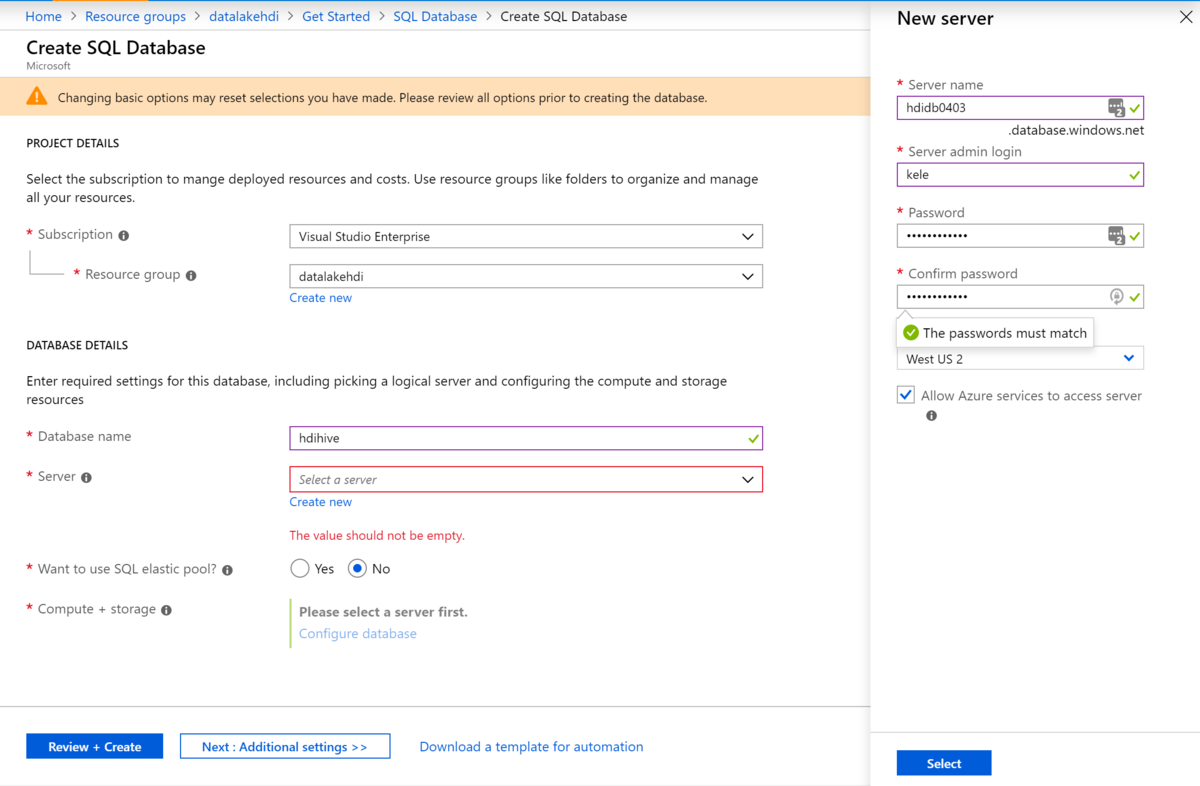 Home > Resource groups > datalakehdi > Get Started > SQL Database > Create SQL Database
Create SQL Database
Microsoft
Changing basic options may reset selections you have made. Please review all options prior to creating the database.
PROJECT DETAILS
Select the subscription to mange deployed resources and costs. Use resource groups like folders to organize and manage
all your resources.
* Subscription
Visual Studio Enterprise
* Resource group
datalakehdi
Create new
DATABASE DETAILS
Enter required settings for this database, including picking a logical server and configuring the compute and storage
resources
* Database name
hdihive
* Server
Select a server
Create new
The value should not be empty.
* Want to use SQL elastic pool?
Yes No
* Compute + storage
Please select a server first.
Configure database
Review + Create
Next : Additional settings >>
Download a template for automation
New server
* Server name
hdidb0403
2
.database.windows.net
* Server admin login
kele
* Password
••••••••••••
2
* Confirm password
••••••••••••
The passwords must match
West US 2
Allow Azure services to access server
Select